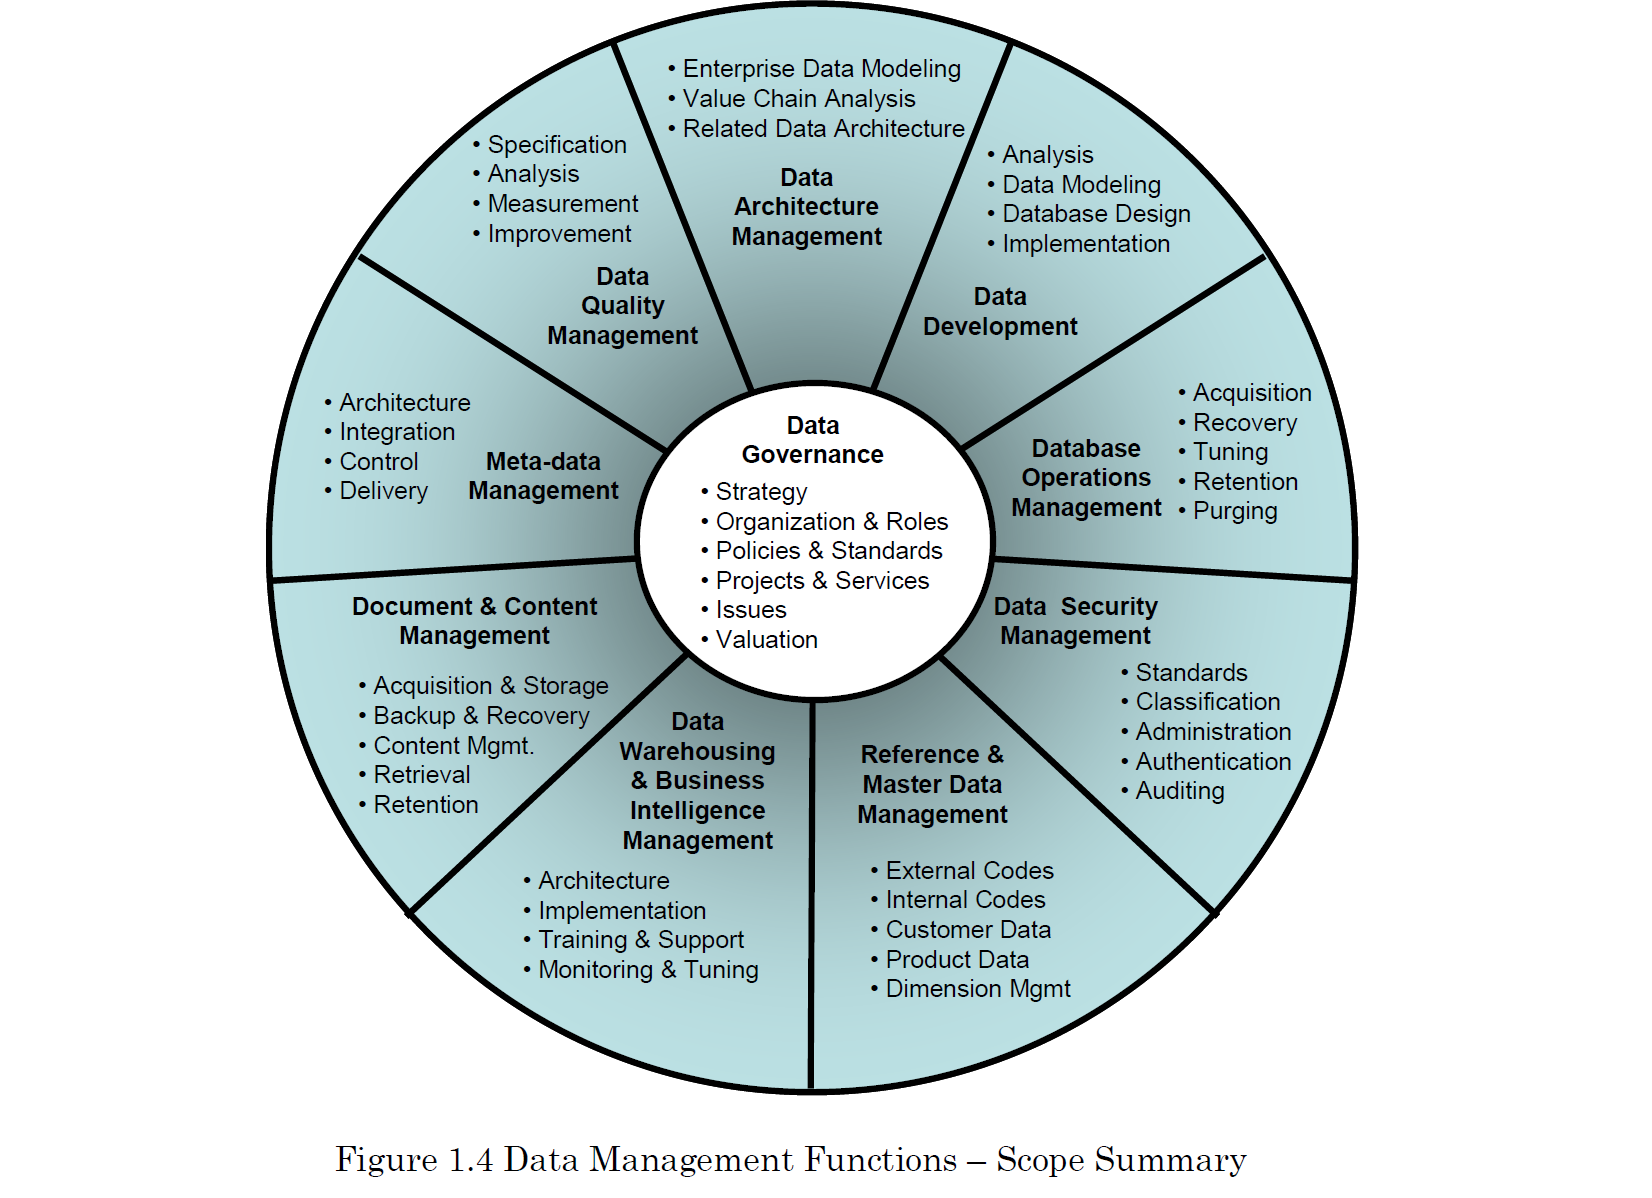 • Enterprise Data Modeling
• Value Chain Analysis
• Related Data Architecture
Data
Architecture
Management
• Analysis
• Data Modeling
• Database Design
• Implementation
Data
Development
• Acquisition
• Recovery
• Tuning
• Retention
• Purging
Database
Operations
Management
Data Security
Management
• Standards
• Classification
• Administration
• Authentication
• Auditing
Reference &
Master Data
Management
• External Codes
• Internal Codes
• Customer Data
• Product Data
• Dimension Mgmt
Data
Warehousing
& Business
Intelligence
Management
• Architecture
• Implementation
• Training & Support
• Monitoring & Tuning
Document & Content
Management
• Acquisition & Storage
• Backup & Recovery
• Content Mgmt.
• Retrieval
• Retention
• Architecture
• Integration
• Control
• Delivery
Meta-data
Management
• Specification
• Analysis
• Measurement
• Improvement
Data
Quality
Management
Data
Governance
• Strategy
• Organization & Roles
• Policies & Standards
• Projects & Services
• Issues
• Valuation
Figure 1.4 Data Management Functions – Scope Summary